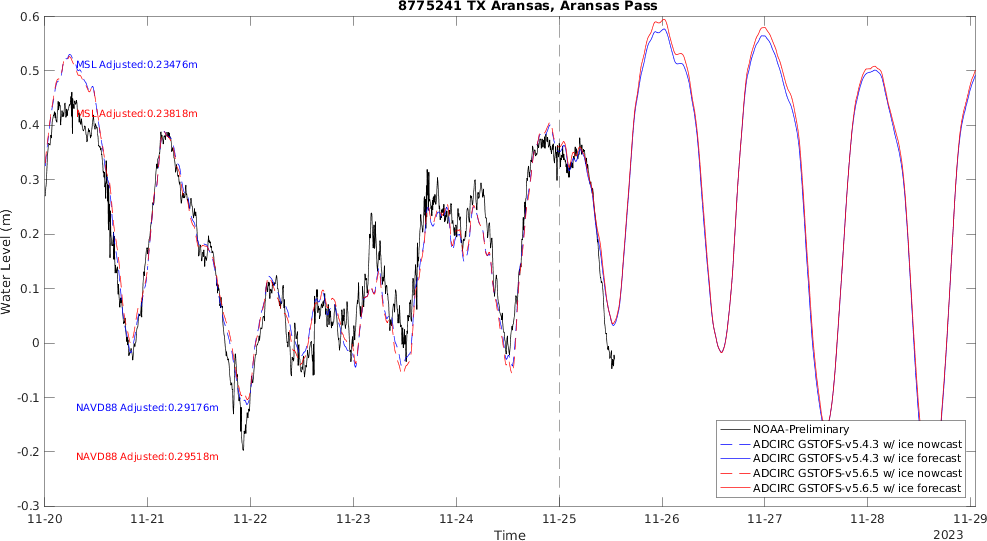 8775241 TX Aransas, Aransas Pass
Water Level (m)
0.6
0.5
0.4
0.3
0.2
0.1
0
-0.1
-0.2
-0.3
MSL Adjusted:0.23476m
MSL Adjusted:0.23818m
NAVD88 Adjusted:0.29176m
NAVD88 Adjusted:0.29518m
NOAA-Preliminary
ADCIRC GSTOFS-v5.4.3 w/ ice nowcast
ADCIRC GSTOFS-v5.4.3 w/ ice forecast
ADCIRC GSTOFS-v5.6.5 w/ ice nowcast
ADCIRC GSTOFS-v5.6.5 w/ ice forecast
11-20 11-21 11-22 11-23 11-24 11-25 11-26 11-27 11-28 11-29
Time
2023